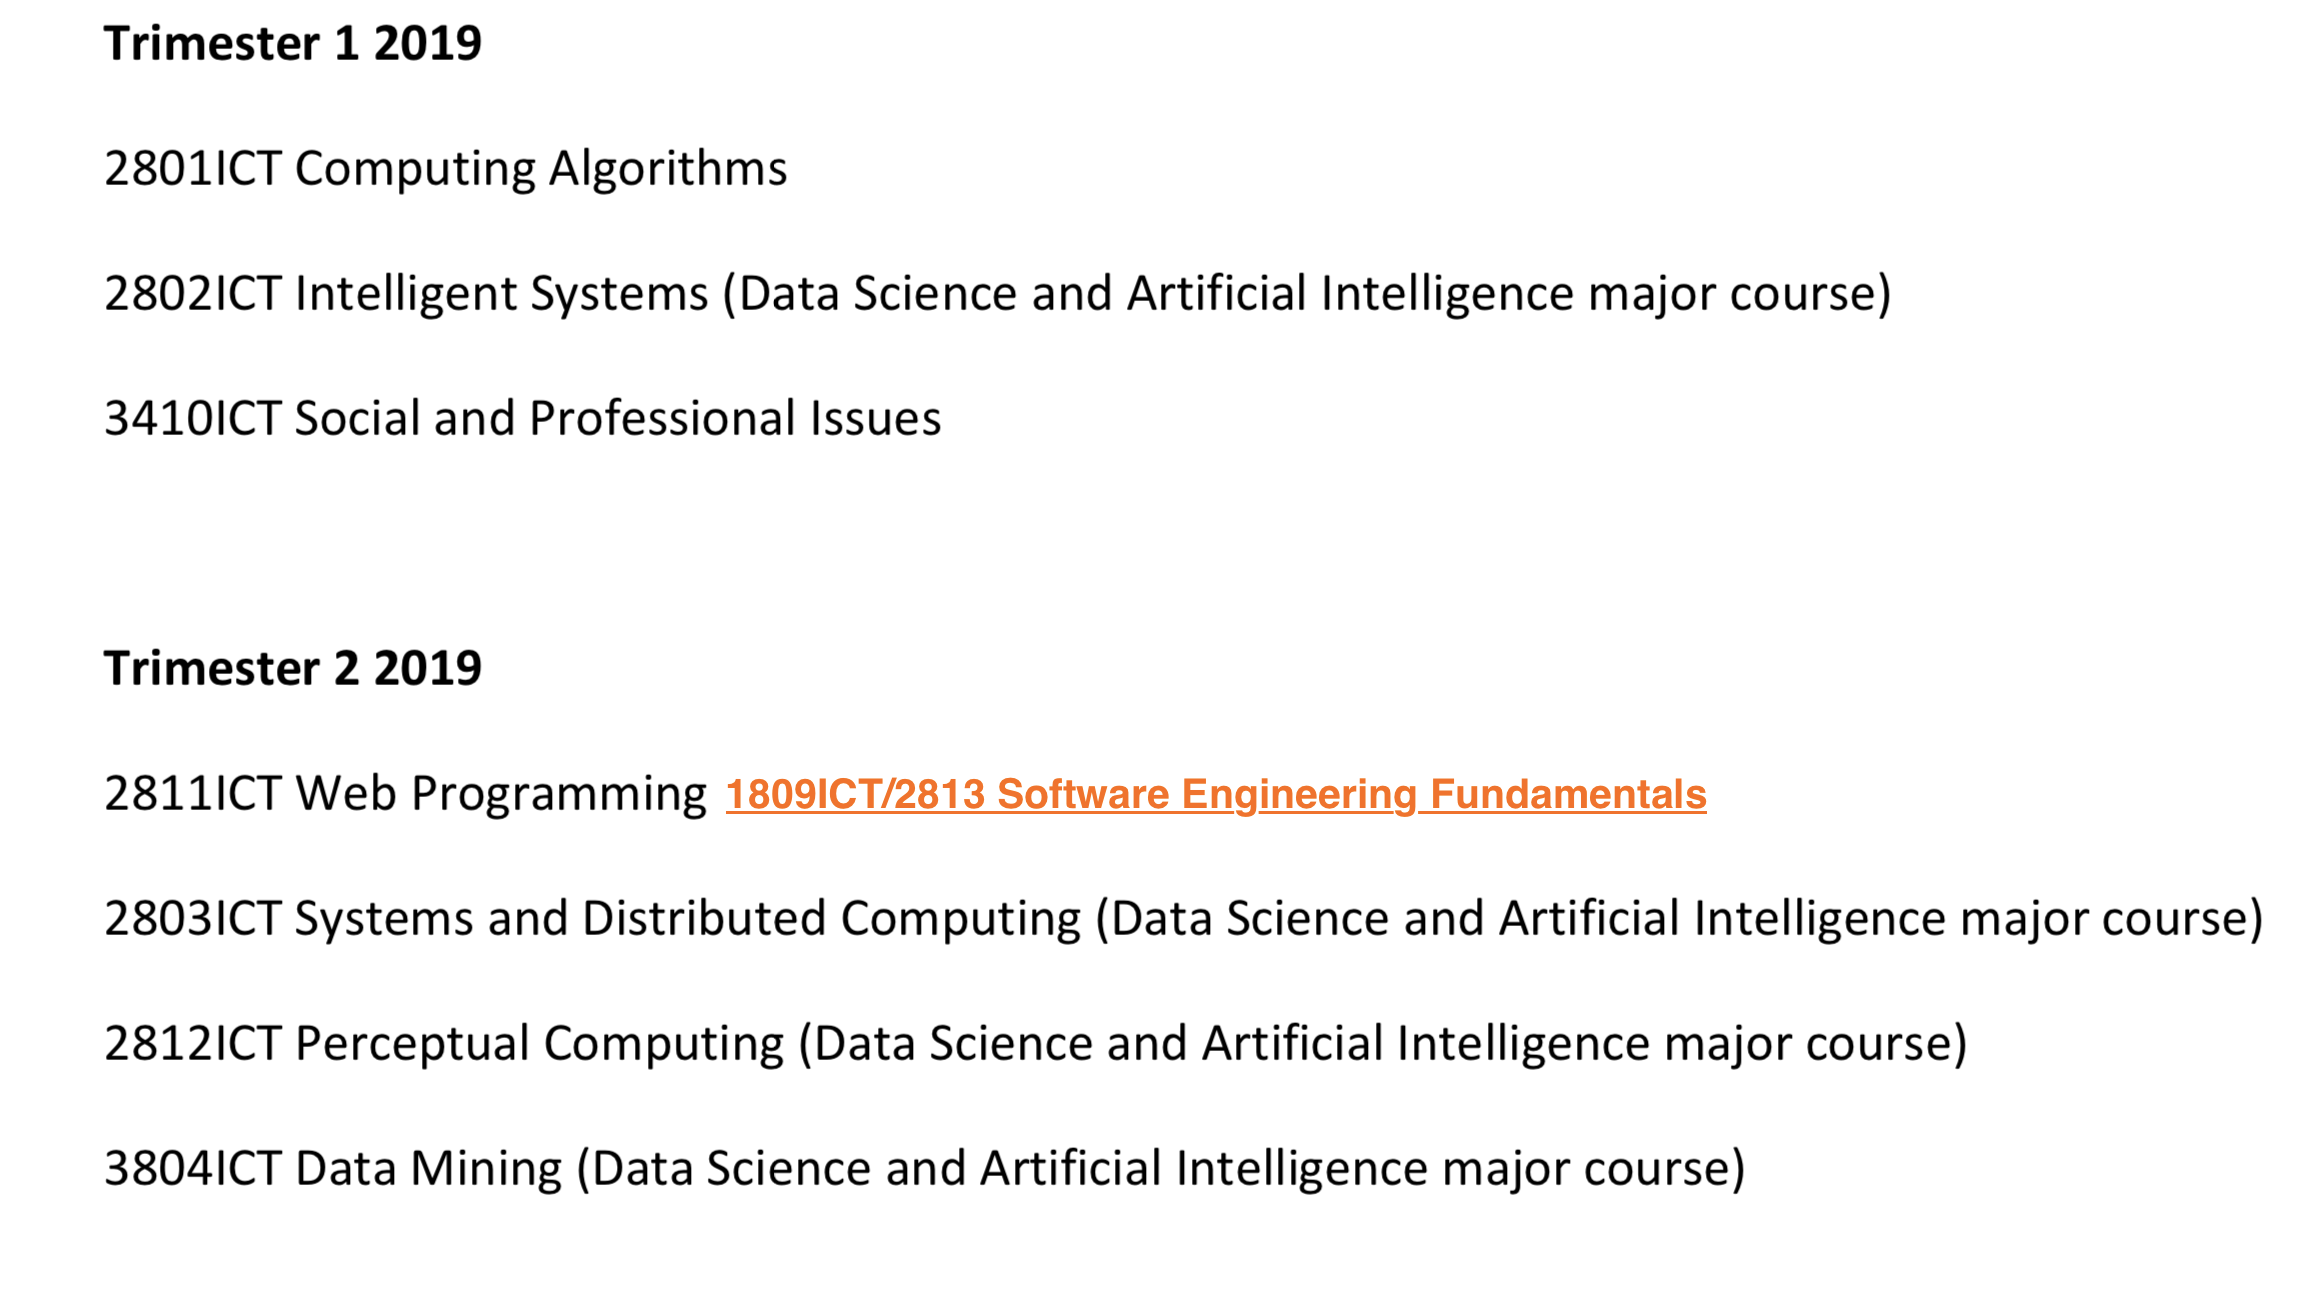 Trimester 1 2019
2801ICT Computing Algorithms
2802ICT Intelligent Systems (Data Science and Artificial Intelligence major course)
3410ICT Social and Professional Issues
Trimester 2 2019
2811ICT Web Programming 1809ICT/2813 Software Engineering Fundamentals
2803ICT Systems and Distributed Computing (Data Science and Artificial Intelligence major course)
2812ICT Perceptual Computing (Data Science and Artificial Intelligence major course)
3804ICT Data Mining (Data Science and Artificial Intelligence major course)